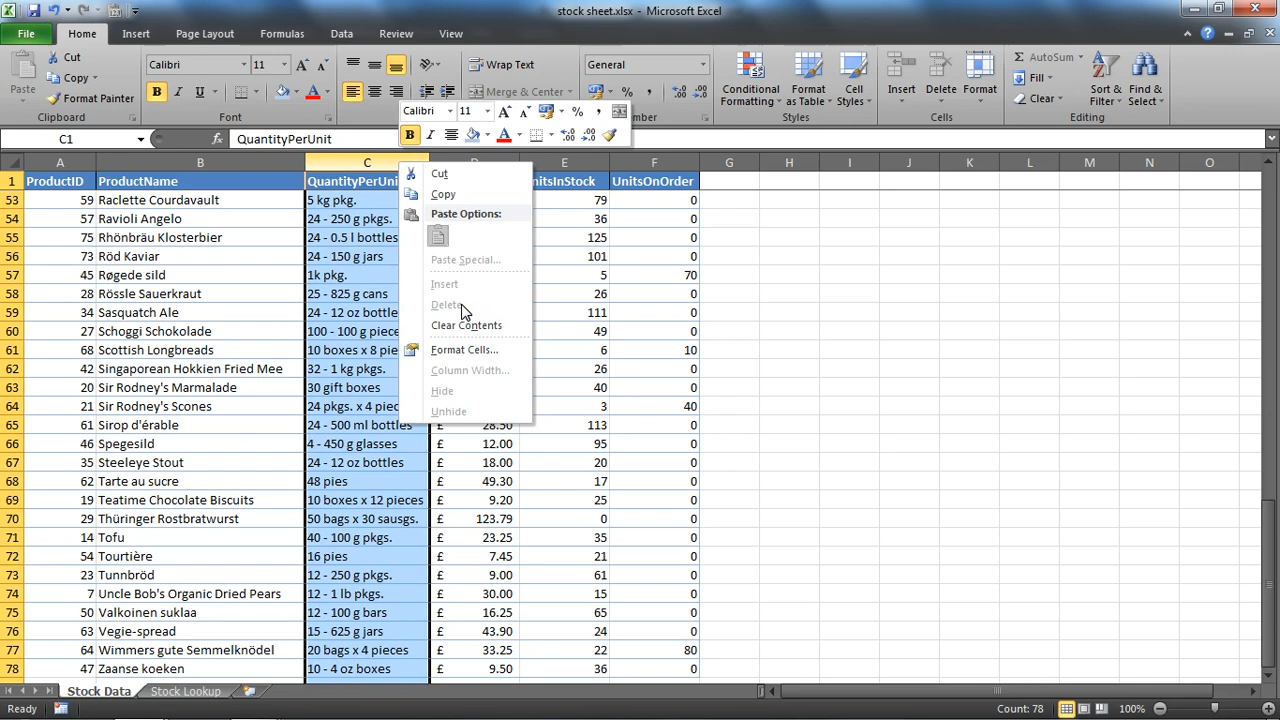 stock sheet.xlsx - Microsoft Excel
File Home Insert Page Layout Formulas Data Review View
Paste Cut Copy Format Painter Clipboard
Calibri 11 B I U Font
Wrap Text Merge & Center
General % , mber
Conditional Formatting Format as Table Cell Styles Styles
Insert Delete Format Cells
Σ AutoSum Fill Clear Sort & Filter Find & Select Editing
Calibri 11 % ,
B I A
C1 fx QuantityPerUnit
A B C D E F G H I J K L M N O
1 ProductID ProductName QuantityPerUni nitsInStock UnitsOnOrder
53 59 Raclette Courdavault 5 kg pkg. 79 0
54 57 Ravioli Angelo 24 - 250 g pkgs. 36 0
55 75 Rhönbräu Klosterbier 24 - 0.5 l bottles 125 0
56 73 Röd Kaviar 24 - 150 g jars 101 0
57 45 Røgede sild 1k pkg. 5 70
58 28 Rössle Sauerkraut 25 - 825 g cans 26 0
59 34 Sasquatch Ale 24 - 12 oz bottle 111 0
60 27 Schoggi Schokolade 100 - 100 g pieces 49 0
61 68 Scottish Longbreads 10 boxes x 8 pie 6 10
62 42 Singaporean Hokkien Fried Mee 32 - 1 kg pkgs. 26 0
63 20 Sir Rodney's Marmalade 30 gift boxes 40 0
64 21 Sir Rodney's Scones 24 pkgs. x 4 piec 3 40
65 61 Sirop d'érable 24 - 500 ml bottles £ 28.50 113 0
66 46 Spegesild 4 - 450 g glasses £ 12.00 95 0
67 35 Steeleye Stout 24 - 12 oz bottles £ 18.00 20 0
68 62 Tarte au sucre 48 pies £ 49.30 17 0
69 19 Teatime Chocolate Biscuits 10 boxes x 12 pieces £ 9.20 25 0
70 29 Thüringer Rostbratwurst 50 bags x 30 sausgs. £ 123.79 0 0
71 14 Tofu 40 - 100 g pkgs. £ 23.25 35 0
72 54 Tourtière 16 pies £ 7.45 21 0
73 23 Tunnbröd 12 - 250 g pkgs. £ 9.00 61 0
74 7 Uncle Bob's Organic Dried Pears 12 - 1 lb pkgs. £ 30.00 15 0
75 50 Valkoinen suklaa 12 - 100 g bars £ 16.25 65 0
76 63 Vegie-spread 15 - 625 g jars £ 43.90 24 0
77 64 Wimmers gute Semmelknödel 20 bags x 4 pieces £ 33.25 22 80
78 47 Zaanse koeken 10 - 4 oz boxes £ 9.50 36 0
Cut
Copy
Paste Options:
Paste Special...
Insert
Delete
Clear Contents
Format Cells...
Column Width...
Hide
Unhide
Stock Data Stock Lookup
Ready Count: 78 100%